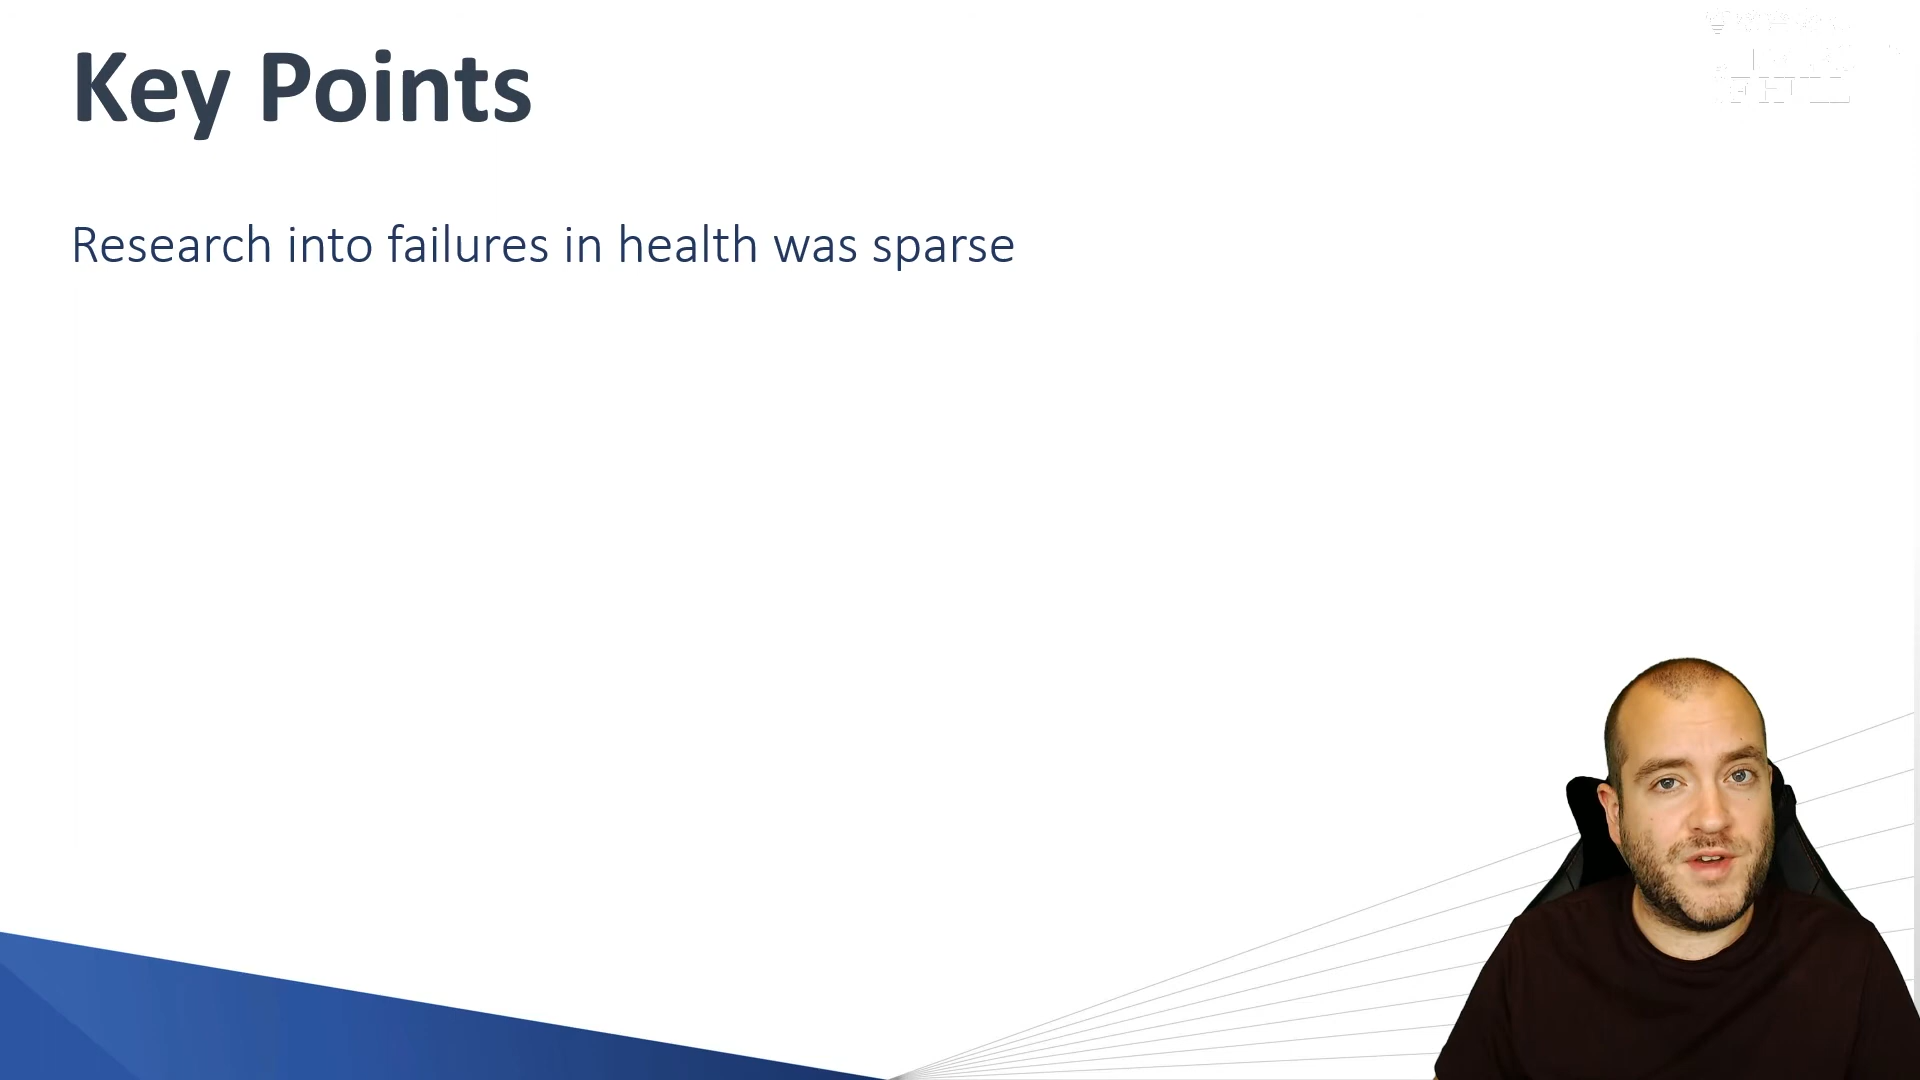 Key Points
Research into failures in health was sparse